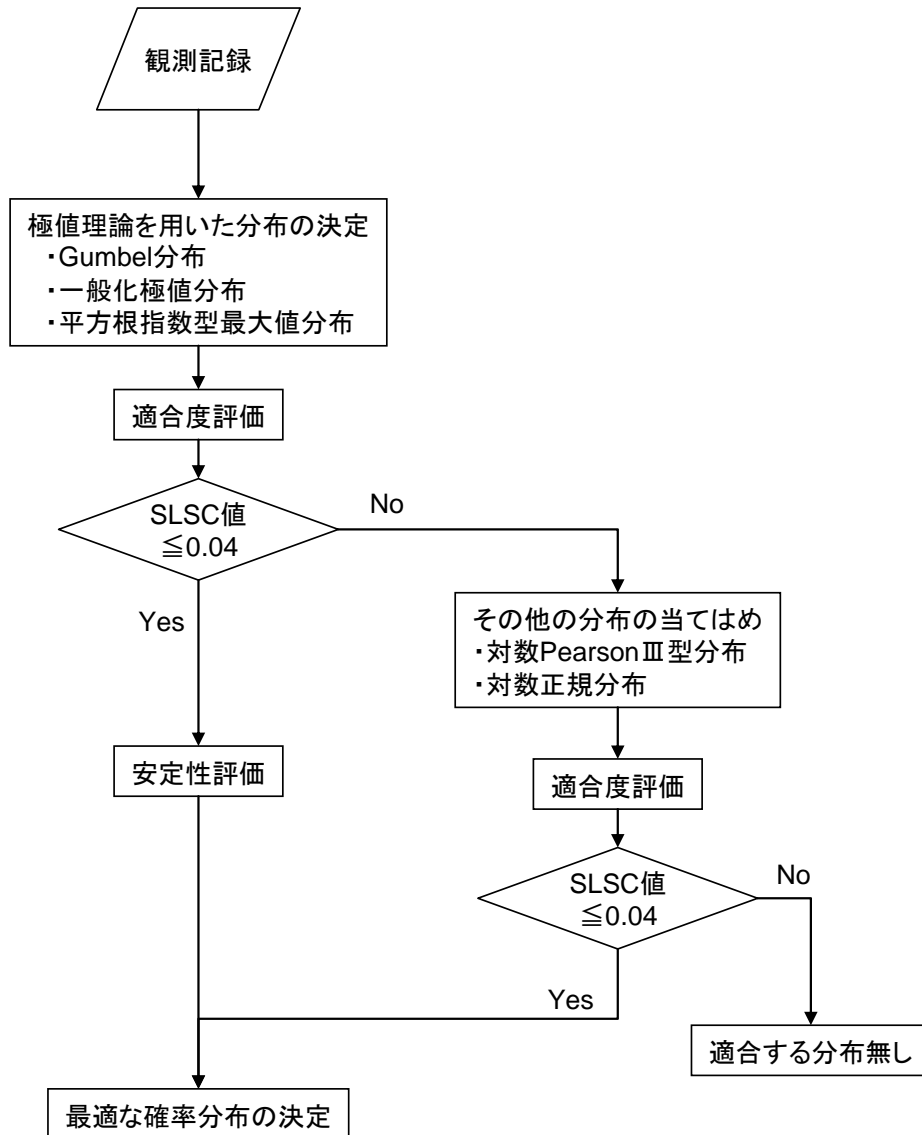 観測記録
極値理論を用いた分布の決定
・Gumbel分布
・一般化極値分布
・平方根指数型最大値分布
適合度評価
SLSC値
≦0.04
No
Yes
その他の分布の当てはめ
・対数PearsonⅢ型分布
・対数正規分布
安定性評価
適合度評価
SLSC値
≦0.04
No
Yes
適合する分布無し
最適な確率分布の決定